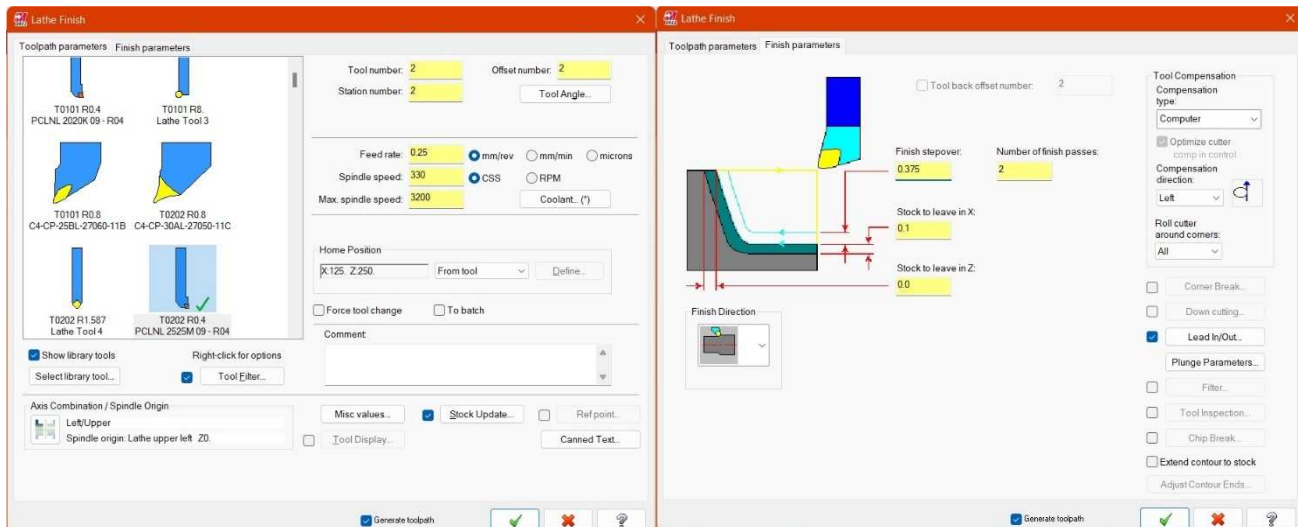 Lathe Finish
Toolpath parameters Finish parameters
T0101 R0.4
PCLNL 2020K 09 - R04
T0101 R8.
Lathe Tool 3
T0101 R0.8
C4-CP-25BL-27060-11B
T0202 R0.8
C4-CP-30AL-27050-11C
T0202 R1.587
Lathe Tool 4
T0202 R0.4
PCLNL 2525M 09 - R04
Show library tools
Right-click for options
Select library tool...
Tool Filter...
Axis Combination / Spindle Origin
Left/Upper
Spindle origin: Lathe upper left Z0.
Tool number: 2
Offset number: 2
Station number: 2
Tool Angle...
Feed rate: 0.25
mm/rev mm/min microns
Spindle speed: 330
CSS RPM
Max. spindle speed: 3200
Coolant.. (*)
Home Position
X:125. Z:250.
From tool
Define...
Force tool change
To batch
Comment
Misc values...
Stock Update...
Ref point...
Tool Display...
Canned Text...
Generate toolpath
Lathe Finish
Toolpath parameters Finish parameters
Tool back offset number: 2
Finish stepover:
0.375
Number of finish passes:
2
Stock to leave in X:
0.1
Stock to leave in Z:
0.0
Finish Direction
Tool Compensation
Compensation
type:
Computer
Optimize cutter
comp in control
Compensation
direction:
Left
Roll cutter
around corners:
All
Corner Break...
Down cutting...
Lead In/Out...
Plunge Parameters...
Filter...
Tool Inspection...
Chip Break...
Extend contour to stock
Adjust Contour Ends...
Generate toolpath